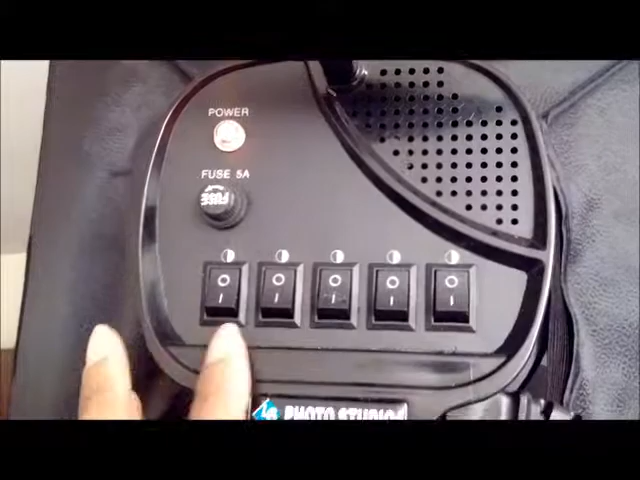 POWER
FUSE 5A
FUSE
O O O O O
I I I I I
PHOTO STUDIO